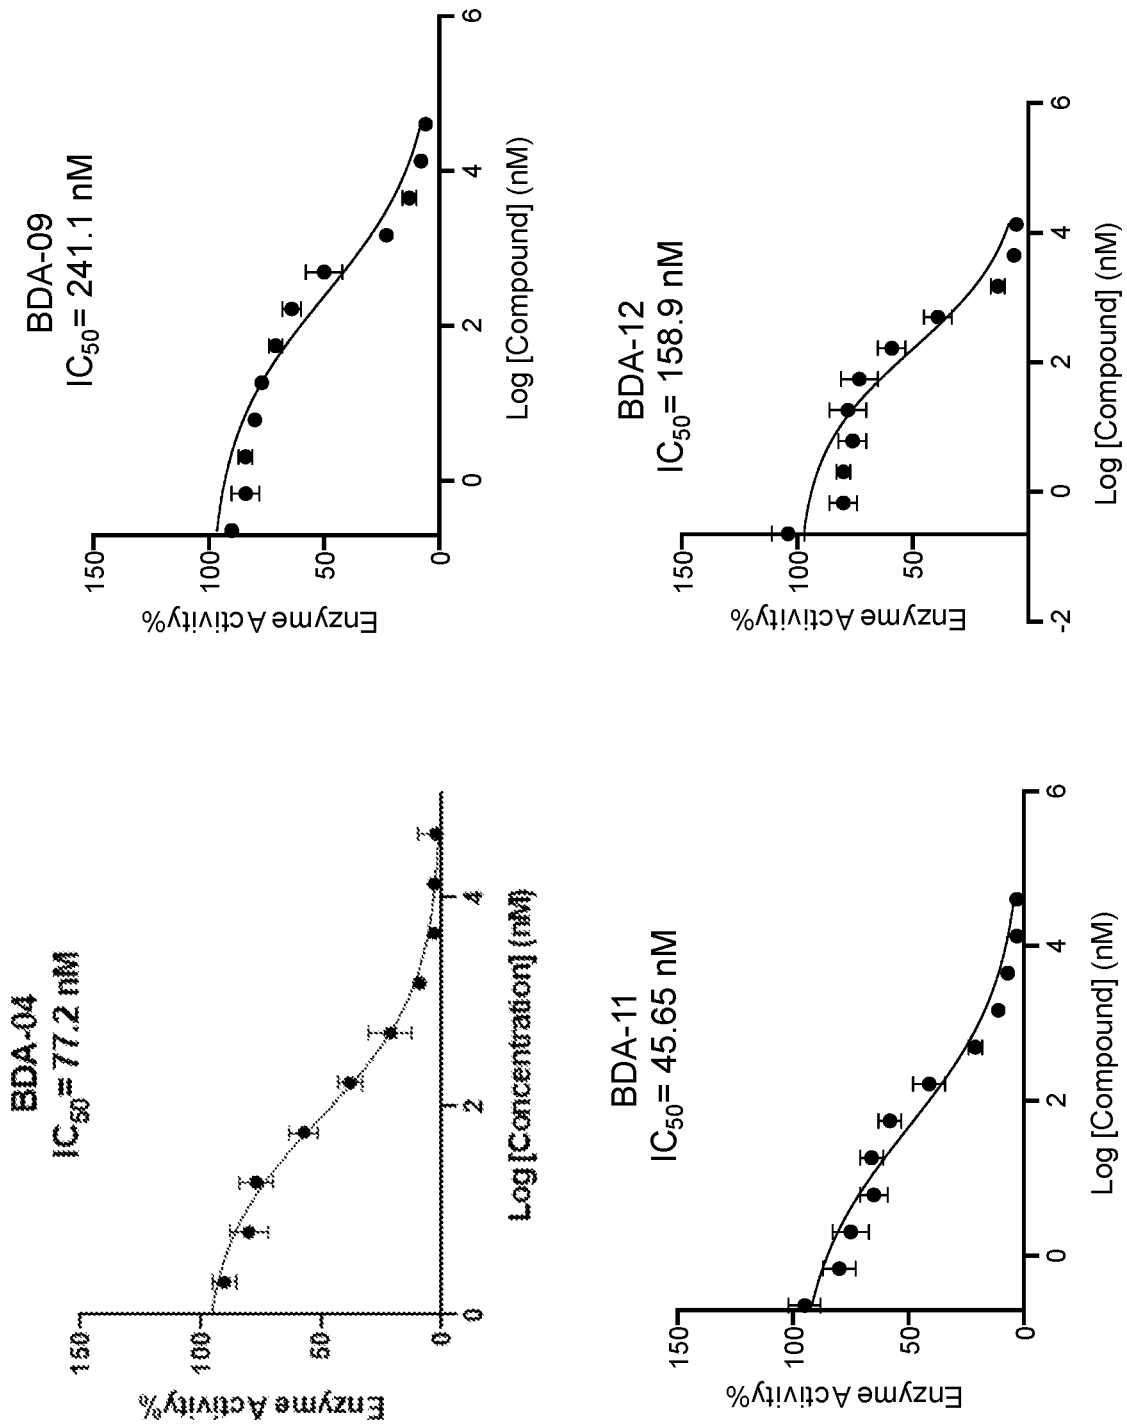 BDA-04
IC50= 77.2 nM
Enzyme Activity%
150
100
50
0
0
2
4
Log[Concentration] (nM)
BDA-09
IC50= 241.1 nM
Enzyme Activity%
150
100
50
0
0
2
4
6
Log [Compound] (nM)
BDA-11
IC50= 45.65 nM
Enzyme Activity%
150
100
50
0
0
2
4
6
Log [Compound] (nM)
BDA-12
IC50= 158.9 nM
Enzyme Activity%
150
100
50
-2
0
2
4
6
Log [Compound] (nM)